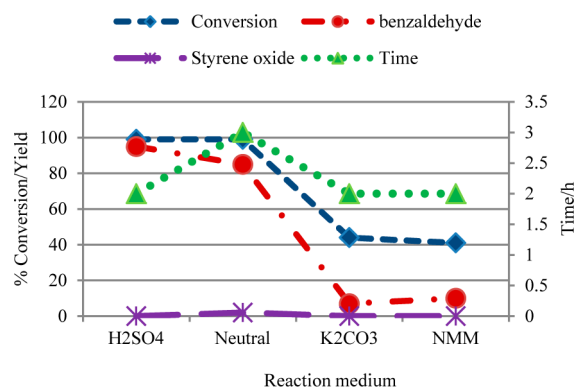 Conversion
benzaldehyde
Styrene oxide
Time
120
100
80
60
40
20
0
% Conversion/Yield
3.5
3
2.5
2
1.5
1
0.5
0
Time/h
H2SO4 Neutral K2CO3 NMM
Reaction medium